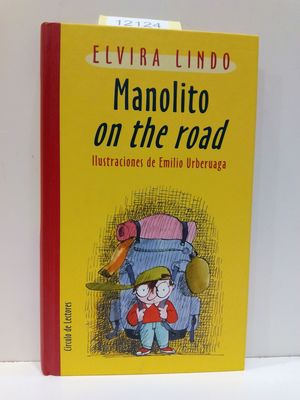 12124
ELVIRA LINDO
Manolito
on the road
Ilustraciones de Emilio Urberuaga
Círculo de Lectores